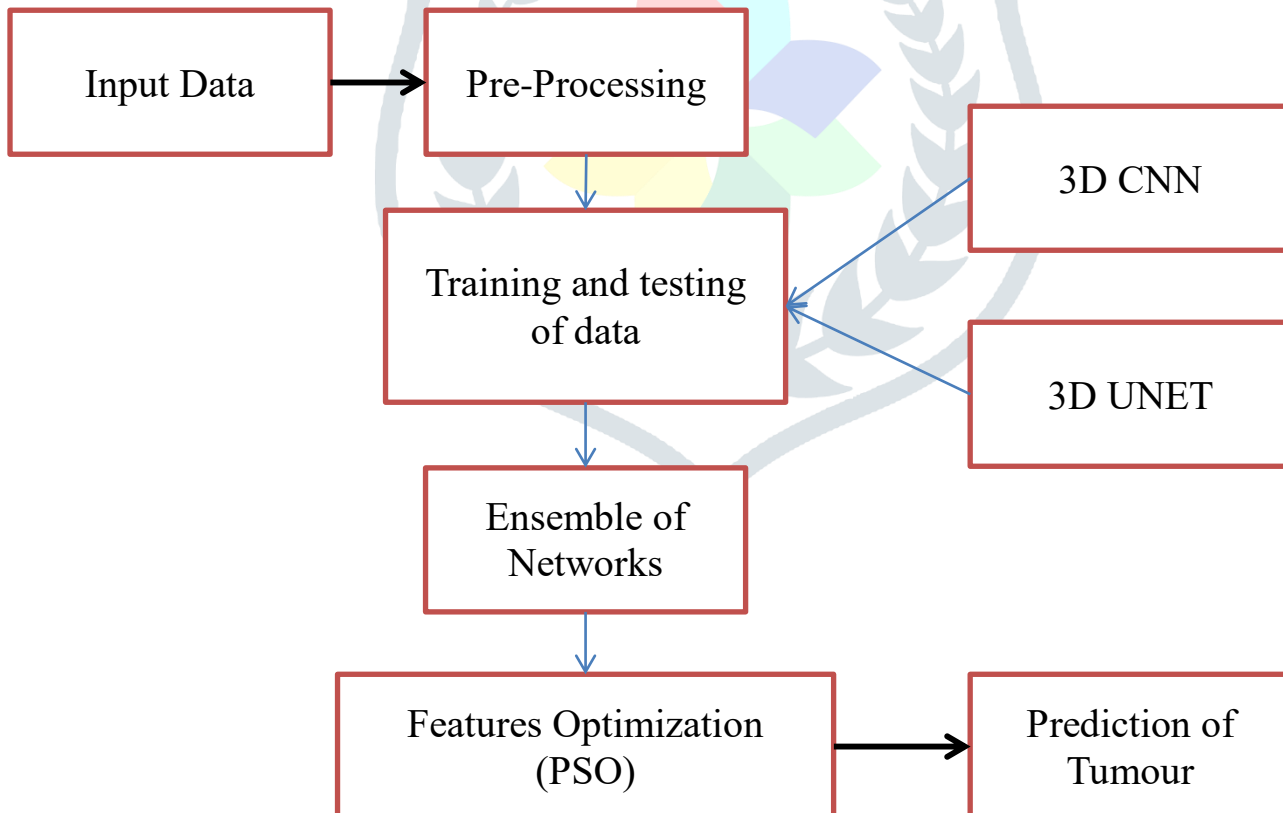 Input Data
Pre-Processing
3D CNN
Training and testing
of data
3D UNET
Ensemble of
Networks
Features Optimization
(PSO)
Prediction of
Tumour